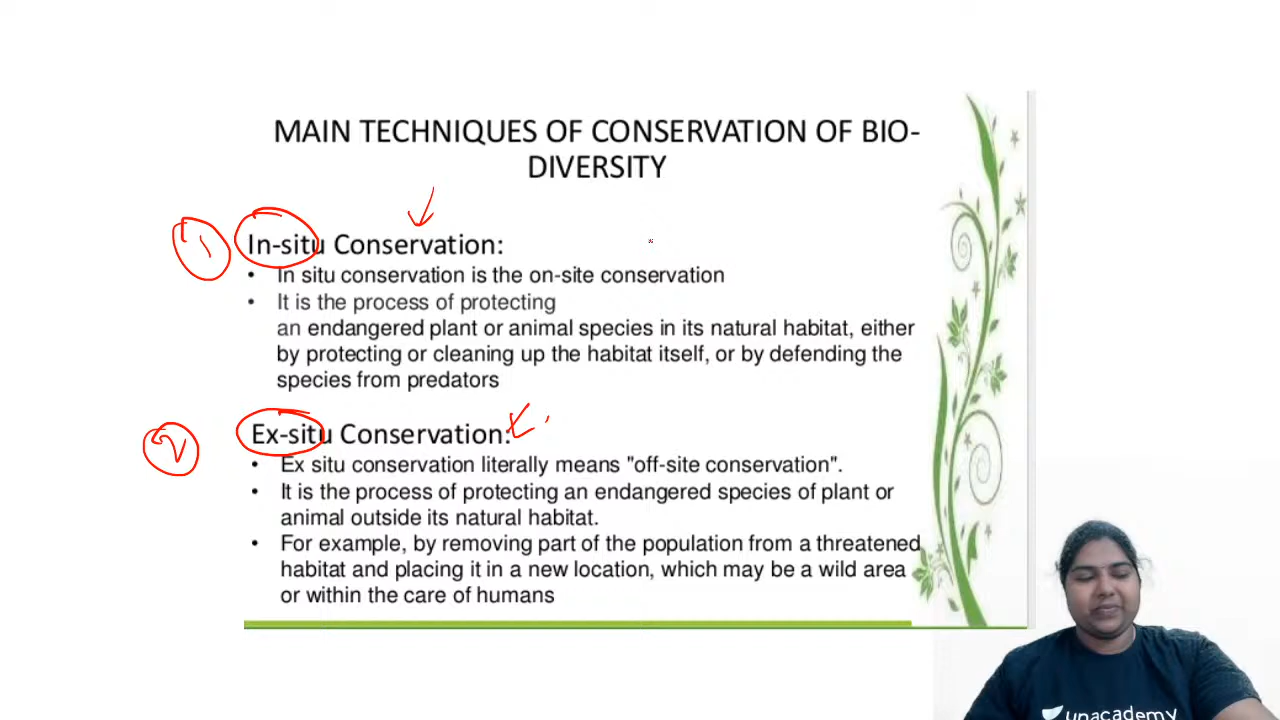 MAIN TECHNIQUES OF CONSERVATION OF BIO-
DIVERSITY
1
In-situ Conservation:
• In situ conservation is the on-site conservation
• It is the process of protecting
an endangered plant or animal species in its natural habitat, either
by protecting or cleaning up the habitat itself, or by defending the
species from predators
2
Ex-situ Conservation:
• Ex situ conservation literally means "off-site conservation".
• It is the process of protecting an endangered species of plant or
animal outside its natural habitat.
• For example, by removing part of the population from a threatened
habitat and placing it in a new location, which may be a wild area
or within the care of humans
unacademy